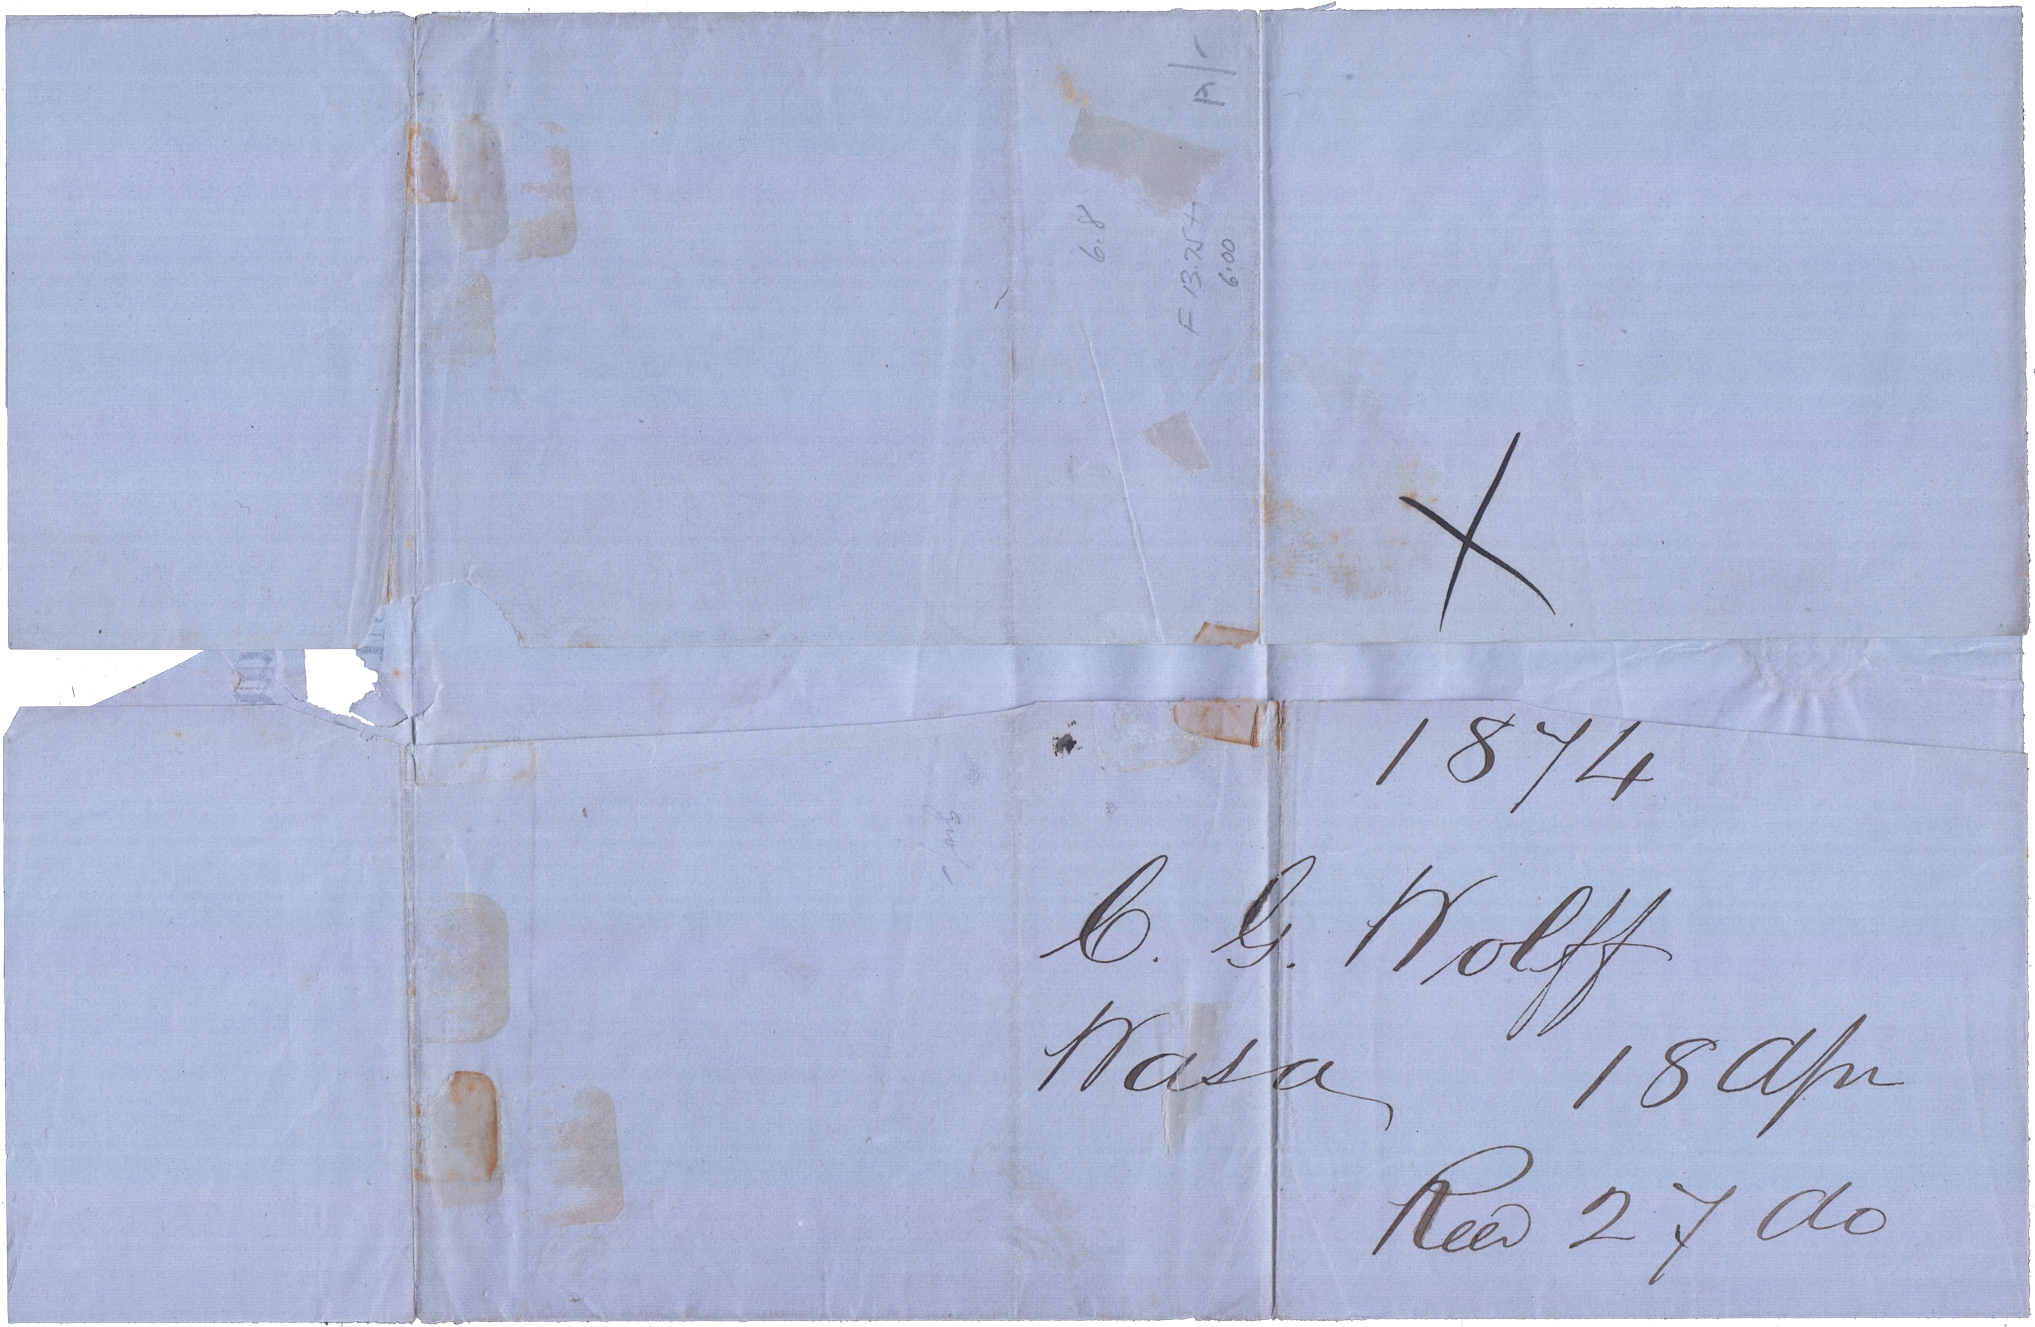 6.8
F 13.75+
6.00
X
1874
C. G. Wolff
Wasa 18 Apr
Recd 27 do